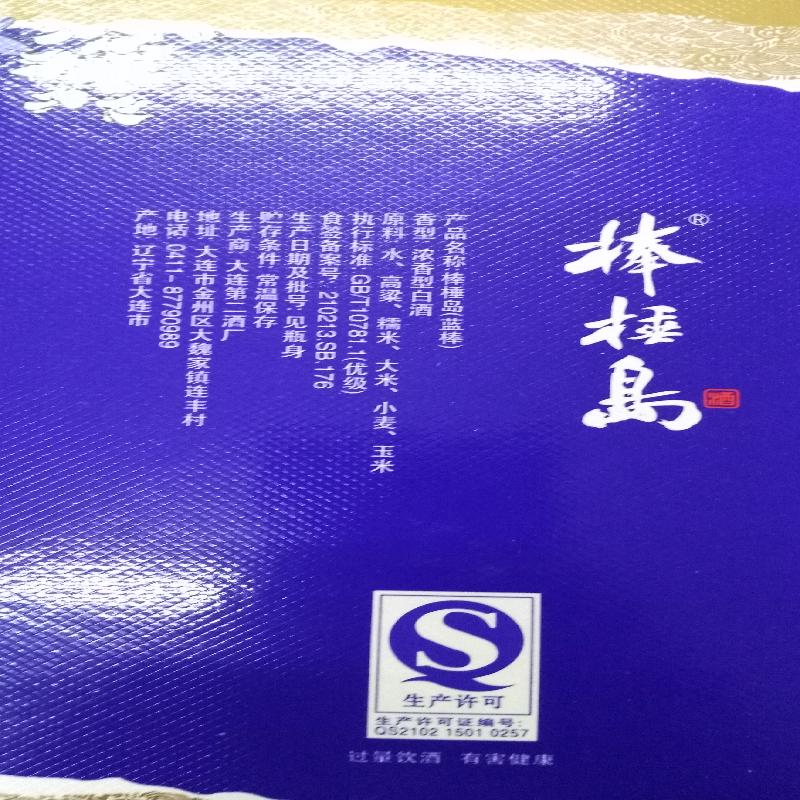 棒棰岛®
酒
产品名称:棒棰岛(蓝棒)
香型:浓香型白酒
原料:水、高粱、糯米、大米、小麦、玉米
执行标准:GB/T10781.1(优级)
食签备案号:210213.SB.176
生产日期及批号:见瓶身
贮存条件:常温保存
生产商:大连第二酒厂
地址:大连市金州区大魏家镇连丰村
电话:0411-87790989
产地:辽宁省大连市
生产许可
生产许可证编号:
QS2102 1501 0257
过量饮酒 有害健康